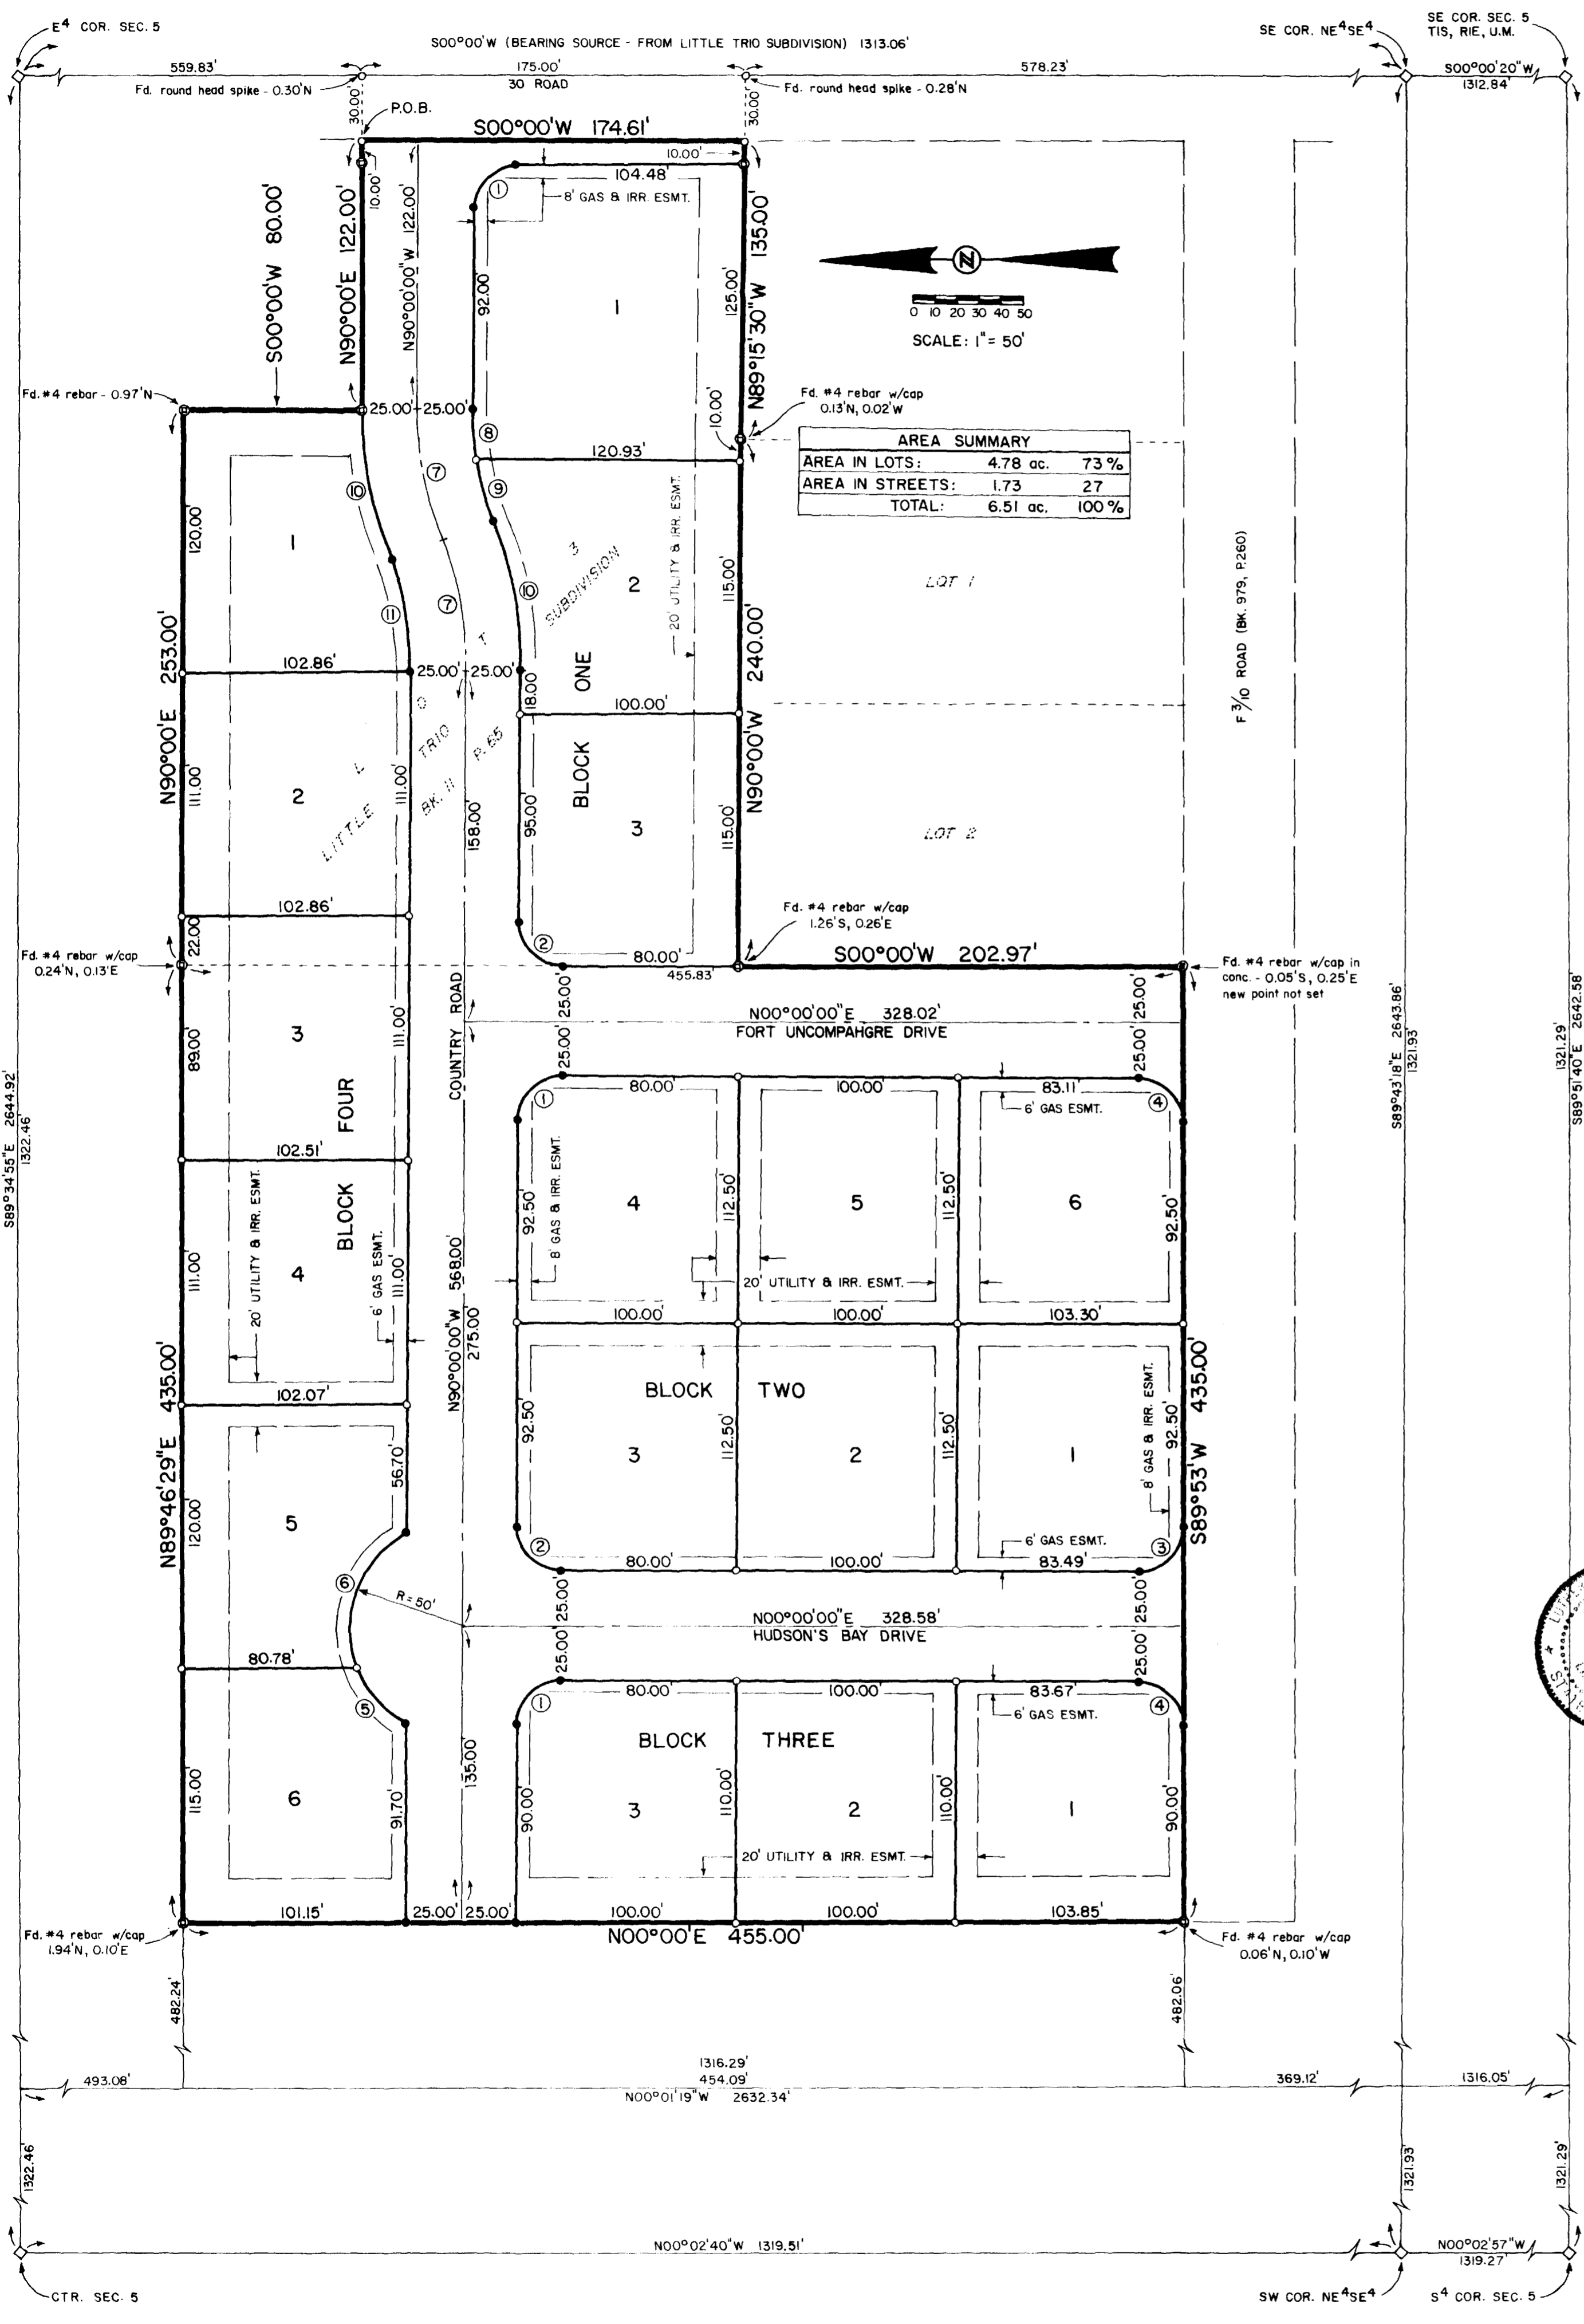 E4 COR. SEC. 5
S00°00'W (BEARING SOURCE - FROM LITTLE TRIO SUBDIVISION) 1313.06'
SE COR. NE4SE4
SE COR. SEC. 5
T1S, R1E, U.M.
559.83'
175.00'
30 ROAD
578.23'
S00°00'20"W
1312.84'
Fd. round head spike - 0.30'N
Fd. round head spike - 0.28'N
30.00'
30.00'
P.O.B.
S00°00'W 174.61'
10.00'
10.00'
104.48'
1
8' GAS & IRR. ESMT.
S00°00'W 80.00'
N90°00'E 122.00'
N90°00'00"W 122.00'
92.00'
1
125.00'
N89°15'30"W 135.00'
0 10 20 30 40 50
SCALE: 1" = 50'
Fd. #4 rebar - 0.97'N
25.00' 25.00'
Fd. #4 rebar w/cap
0.13'N, 0.02'W
10.00'
AREA SUMMARY
AREA IN LOTS: 4.78 ac. 73%
AREA IN STREETS: 1.73 27
TOTAL: 6.51 ac. 100%
8
120.93'
7
9
10
120.00'
1
3
SUBDIVISION
2
20' UTILITY & IRR. ESMT.
115.00'
LOT 1
F 3/10 ROAD (BK. 979, P.260)
10
7
11
T
N90°00'E 253.00'
102.86'
25.00' 25.00'
18.00'
BLOCK ONE
100.00'
N90°00'W 240.00'
O
TRIO
P. 65
L
BK. 11
LITTLE
111.00'
2
111.00'
158.00'
95.00'
3
115.00'
LOT 2
102.86'
22.00'
Fd. #4 rebar w/cap
1.26'S, 0.26'E
2
80.00'
455.83'
S00°00'W 202.97'
Fd. #4 rebar w/cap
0.24'N, 0.13'E
Fd. #4 rebar w/cap in
conc. - 0.05'S, 0.25'E
new point not set
25.00'
25.00'
N00°00'00"E 328.02'
FORT UNCOMPAHGRE DRIVE
25.00'
25.00'
COUNTRY ROAD
89.00'
3
111.00'
S89°34'55"E 2644.92'
1322.46'
S89°43'18"E 2643.86'
1321.93'
1321.29'
S89°51'40"E 2642.58'
80.00'
100.00'
83.11'
6' GAS ESMT.
1
4
BLOCK FOUR
102.51'
8' GAS & IRR. ESMT.
92.50'
4
112.50'
5
112.50'
6
92.50'
20' UTILITY & IRR. ESMT.
111.00'
4
6' GAS ESMT.
111.00'
N90°00'00"W 568.00'
275.00'
20' UTILITY & IRR. ESMT.
100.00'
100.00'
103.30'
N89°46'29"E 435.00'
102.07'
BLOCK TWO
8' GAS & IRR. ESMT.
S89°53'W 435.00'
92.50'
3
112.50'
2
112.50'
1
92.50'
56.70'
120.00'
5
6' GAS ESMT.
2
80.00'
100.00'
83.49'
3
6
R=50'
25.00'
25.00'
N00°00'00"E 328.58'
HUDSON'S BAY DRIVE
25.00'
25.00'
80.78'
5
80.00'
100.00'
83.67'
6' GAS ESMT.
1
4
BLOCK THREE
115.00'
6
91.70'
135.00'
90.00'
3
110.00'
2
110.00'
1
90.00'
20' UTILITY & IRR. ESMT.
101.15'
25.00' 25.00'
100.00'
100.00'
103.85'
N00°00'E 455.00'
Fd. #4 rebar w/cap
1.94'N, 0.10'E
Fd. #4 rebar w/cap
0.06'N, 0.10'W
482.24'
482.06'
1316.29'
493.08'
454.09'
369.12'
1316.05'
N00°01'19"W 2632.34'
1322.46'
1321.93'
1321.29'
N00°02'40"W 1319.51'
N00°02'57"W
1319.27'
CTR. SEC. 5
SW COR. NE4SE4
S4 COR. SEC. 5